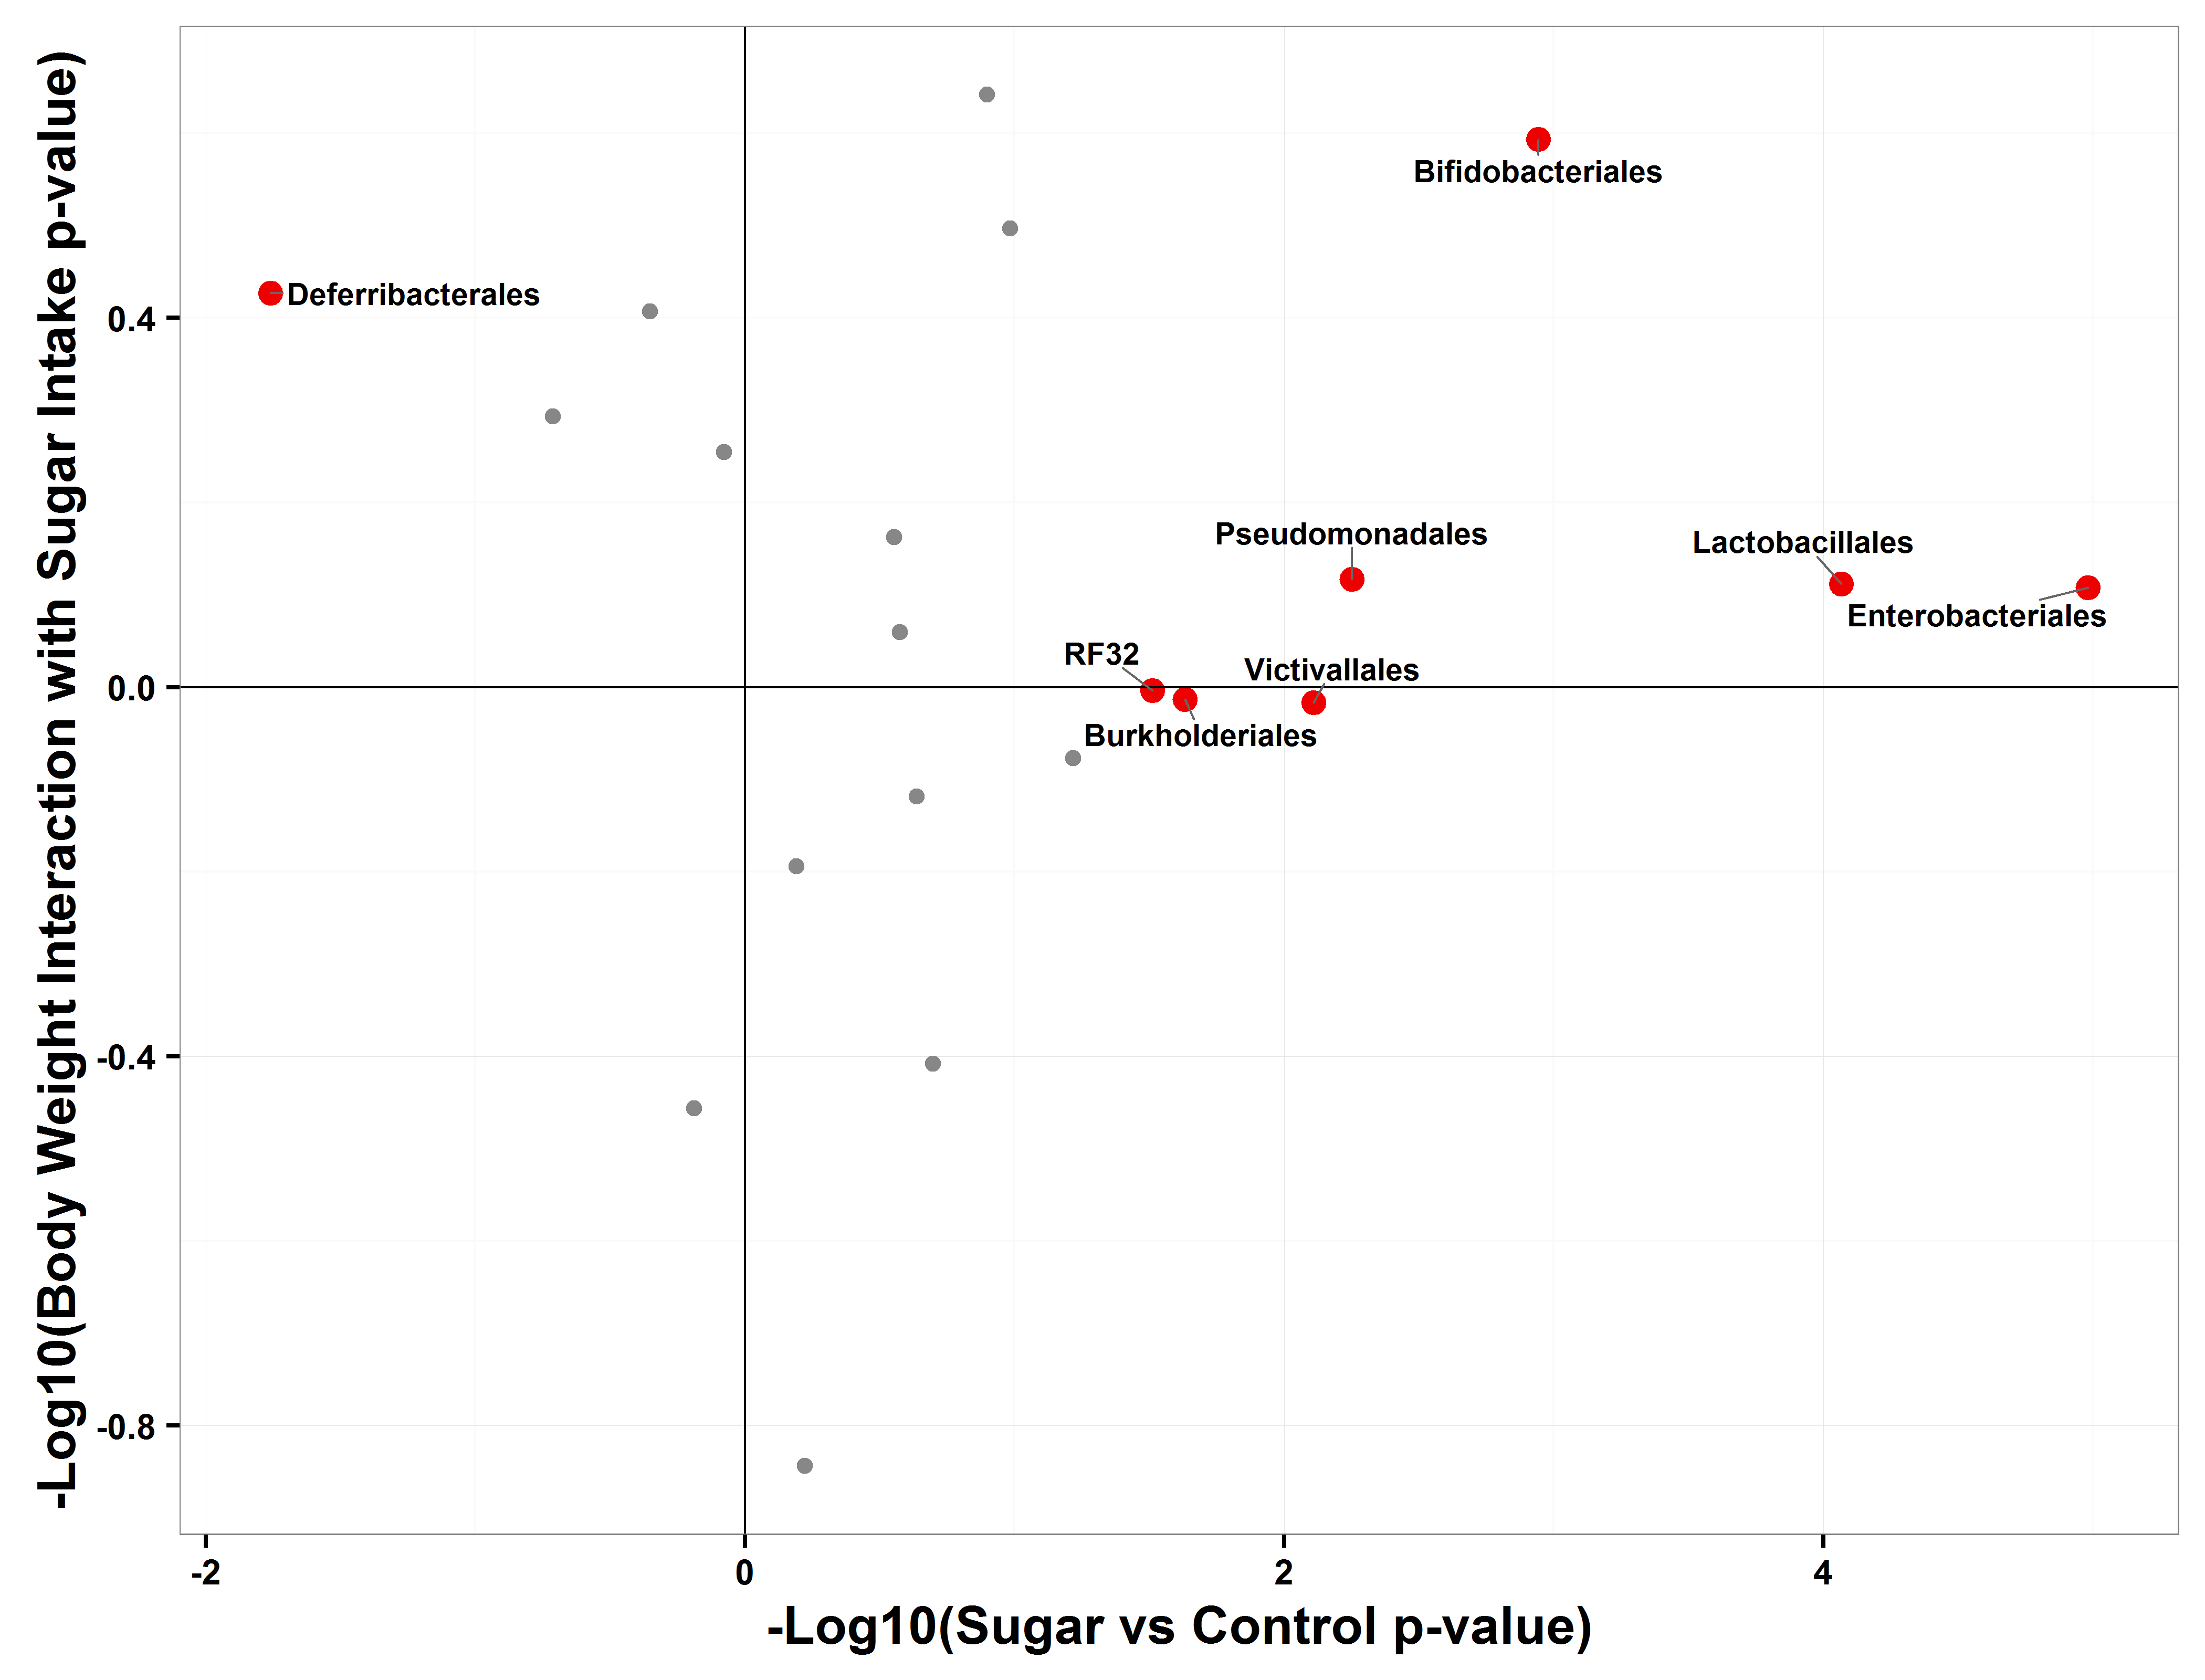 -Log10(Body Weight Interaction with Sugar Intake p-value)
0.4
0.0
-0.4
-0.8
Bifidobacteriales
Deferribacterales
Pseudomonadales
Lactobacillales
Enterobacteriales
RF32
Victivallales
Burkholderiales
-2
0
2
4
-Log10(Sugar vs Control p-value)